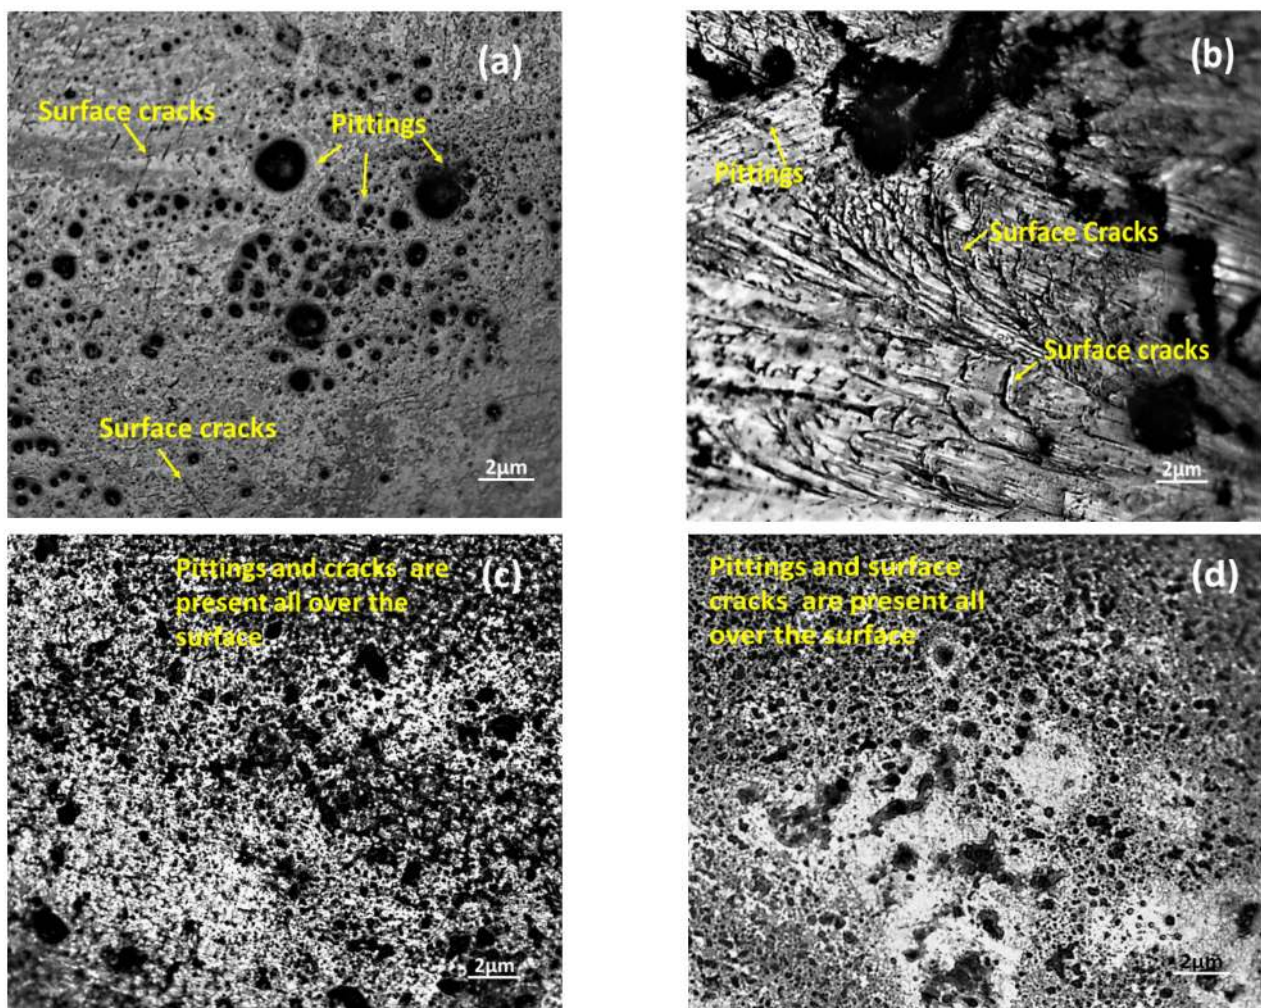 (a)
Surface cracks
Pittings
Surface cracks
2μm
(b)
Pittings
Surface Cracks
Surface cracks
2μm
(c)
Pittings and cracks are
present all over the
surface
2μm
(d)
Pittings and surface
cracks are present all
over the surface
2μm